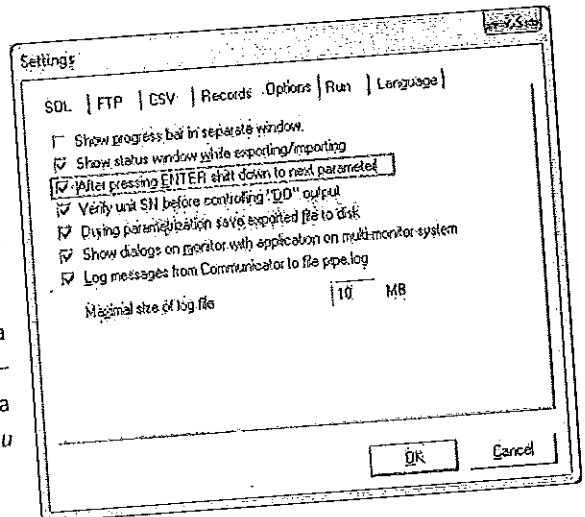 Settings
SQL FTP CSV Records Options Run Language
Show progress bar in separate window.
Show status window while exporting/importing
After pressing ENTER shift down to next parameter
Verify unit SN before controlling "DO" output
During parametrization save exported file to disk
Show dialogs on monitor with application on multi-monitor system
Log messages from Communicator to file pipe.log
Maximal size of log file 10 MB
a
a
u
OK Cancel